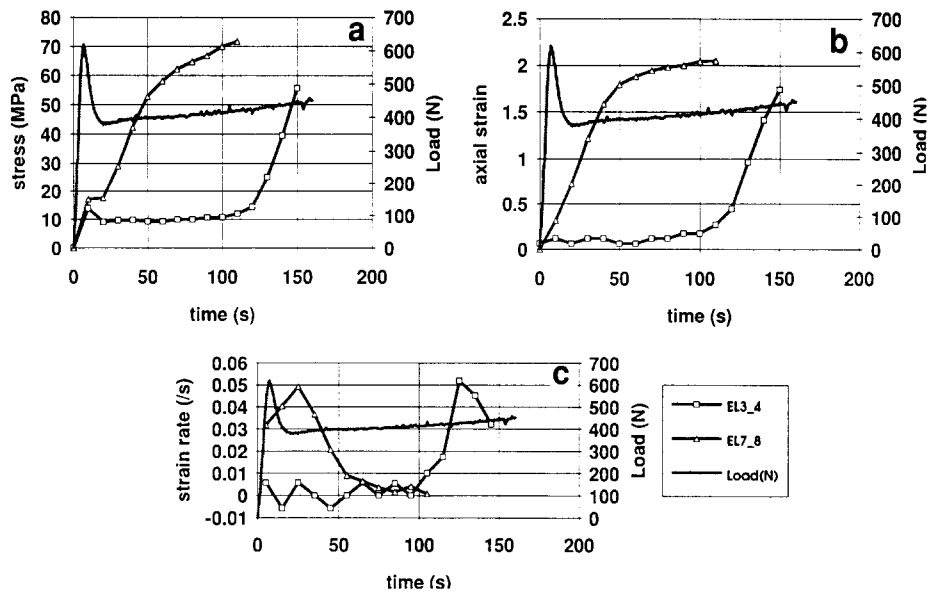 a
stress (MPa)
80
70
60
50
40
30
20
10
0
Load (N)
700
600
500
400
300
200
100
0
0 50 100 150 200
time (s)
b
axial strain
2.5
2
1.5
1
0.5
0
Load (N)
700
600
500
400
300
200
100
0
0 50 100 150 200
time (s)
c
strain rate (/s)
0.06
0.05
0.04
0.03
0.02
0.01
0
-0.01
Load (N)
700
600
500
400
300
200
100
0
0 50 100 150 200
time (s)
EL3_4
EL7_8
Load(N)